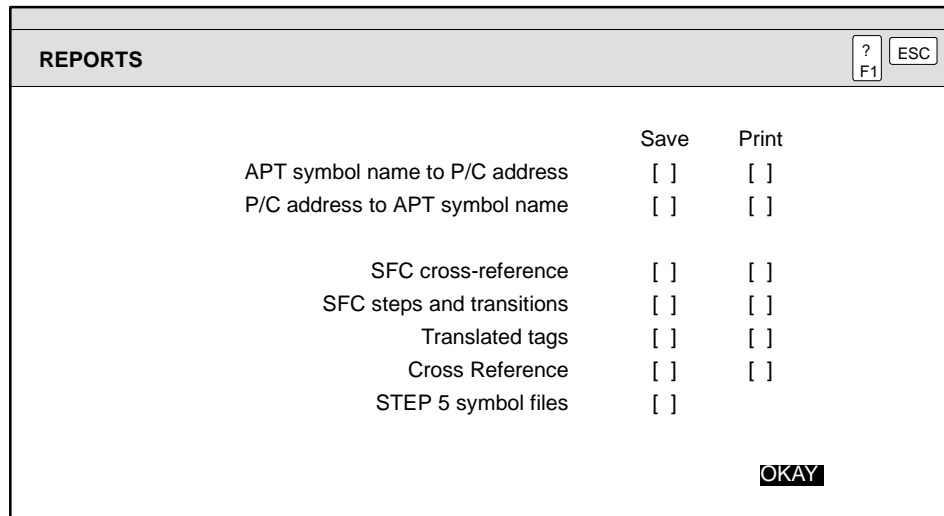 REPORTS ? F1 ESC
Save Print
APT symbol name to P/C address [ ] [ ]
P/C address to APT symbol name [ ] [ ]
SFC cross-reference [ ] [ ]
SFC steps and transitions [ ] [ ]
Translated tags [ ] [ ]
Cross Reference [ ] [ ]
STEP 5 symbol files [ ]
OKAY